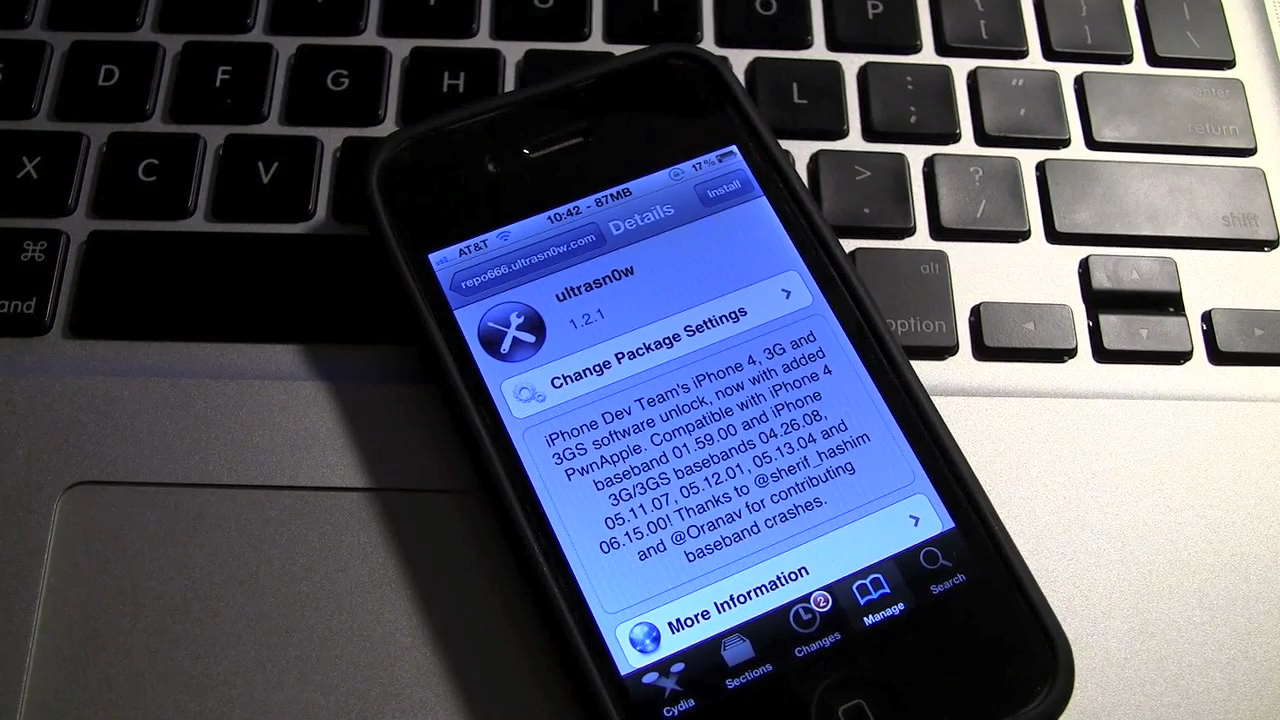 O P { [ } ] | \
S D F G H L : ; " ' enter return
X C V > . ? / shift
⌘ and alt option
AT&T 10:42 - 87MB 17%
repo666.ultrasn0w.com Details Install
ultrasn0w
1.2.1
Change Package Settings
iPhone Dev Team's iPhone 4, 3G and
3GS software unlock, now with added
PwnApple. Compatible with iPhone 4
baseband 01.59.00 and iPhone
3G/3GS basebands 04.26.08,
05.11.07, 05.12.01, 05.13.04 and
06.15.00! Thanks to @sherif_hashim
and @Oranav for contributing
baseband crashes.
More Information
Cydia Sections Changes 2 Manage Search